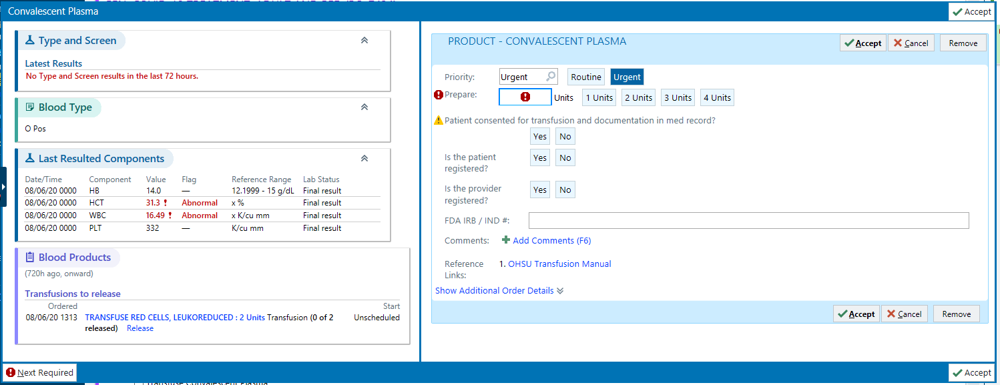 Convalescent Plasma
Accept
Type and Screen
Latest Results
No Type and Screen results in the last 72 hours.
Blood Type
O Pos
Last Resulted Components
Date/Time Component Value Flag Reference Range Lab Status
08/06/20 0000 HB 14.0 — 12.1999 - 15 g/dL Final result
08/06/20 0000 HCT 31.3 ! Abnormal x % Final result
08/06/20 0000 WBC 16.49 ! Abnormal x K/cu mm Final result
08/06/20 0000 PLT 332 — K/cu mm Final result
Blood Products
(720h ago, onward)
Transfusions to release
Ordered Start
08/06/20 1313 TRANSFUSE RED CELLS, LEUKOREDUCED : 2 Units Transfusion (0 of 2 Unscheduled
released) Release
PRODUCT - CONVALESCENT PLASMA
Accept Cancel Remove
Priority: Urgent Routine Urgent
Prepare: Units 1 Units 2 Units 3 Units 4 Units
Patient consented for transfusion and documentation in med record?
Yes No
Is the patient Yes No
registered?
Is the provider Yes No
registered?
FDA IRB / IND #:
Comments: Add Comments (F6)
Reference 1. OHSU Transfusion Manual
Links:
Show Additional Order Details
Accept Cancel Remove
Next Required Accept
Transfuse Convalescent Plasma